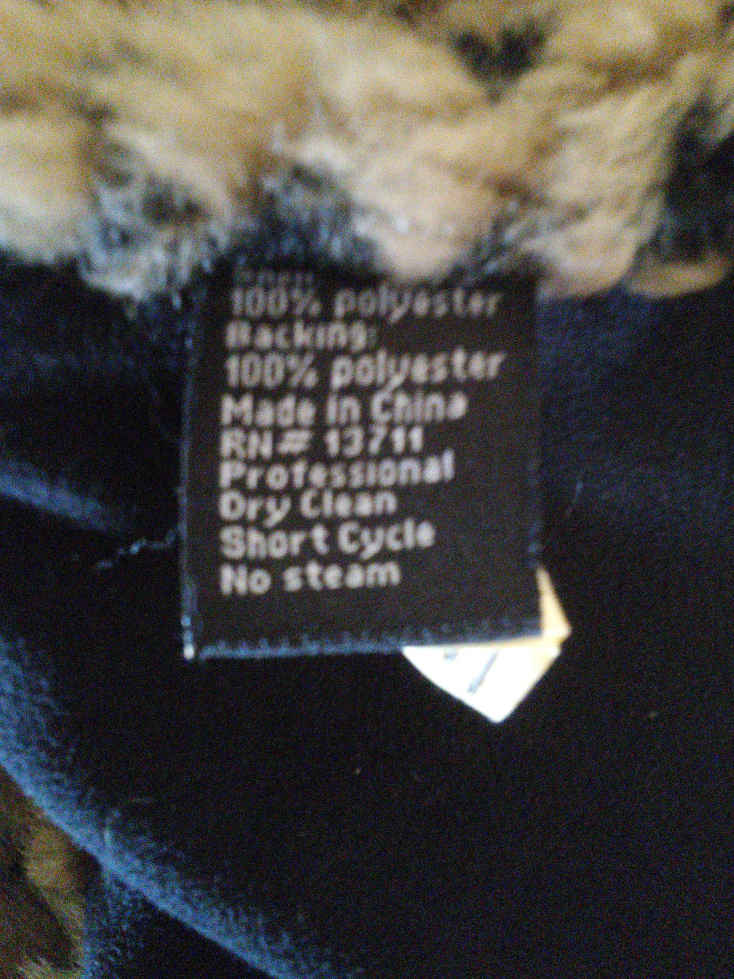 100% polyester
Backing:
100% polyester
Made in China
RN# 13711
Professional
Dry Clean
Short Cycle
No steam